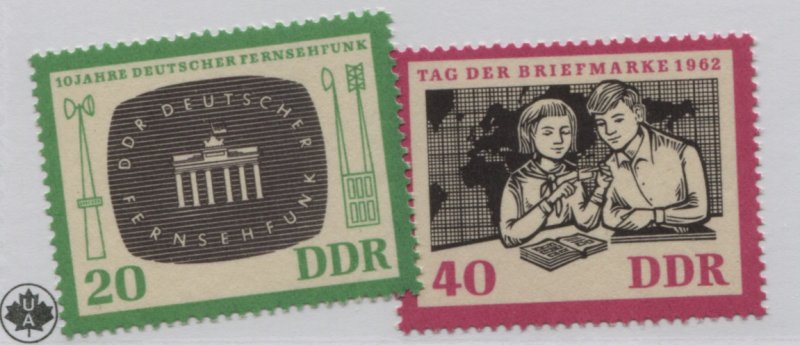 10 JAHRE DEUTSCHER FERNSEHFUNK
DDR DEUTSCHER
FERNSEHFUNK
20 DDR
TAG DER BRIEFMARKE 1962
40 DDR
U
A